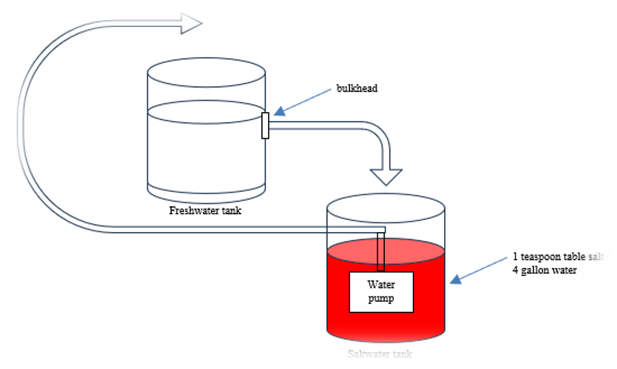 bulkhead
Freshwater tank
1 teaspoon table salt
4 gallon water
Water
pump
Saltwater tank